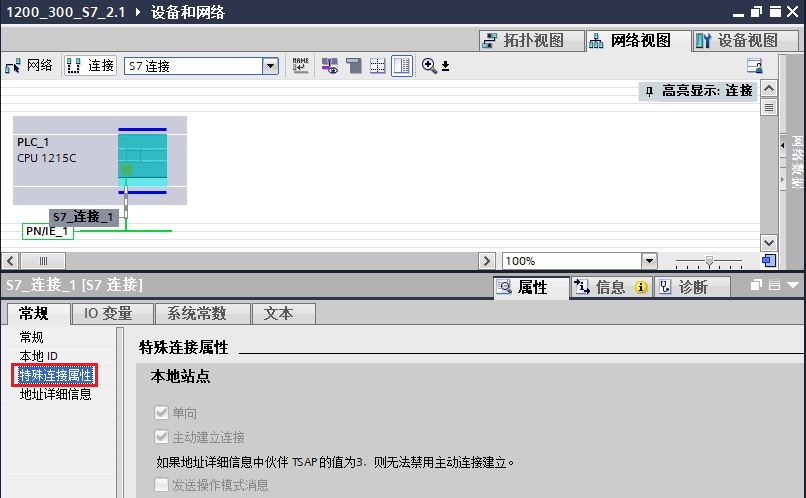 1200_300_S7_2.1 ▸ 设备和网络
拓扑视图 网络视图 设备视图
网络 连接 S7 连接
高亮显示: 连接
PLC_1
CPU 1215C
网络数据
S7_连接_1
PN/IE_1
100%
S7_连接_1 [S7 连接]
属性 信息 诊断
常规 IO 变量 系统常数 文本
常规
本地 ID
特殊连接属性
地址详细信息
特殊连接属性
本地站点
单向
主动建立连接
如果地址详细信息中伙伴 TSAP 的值为3，则无法禁用主动连接建立。
发送操作模式消息